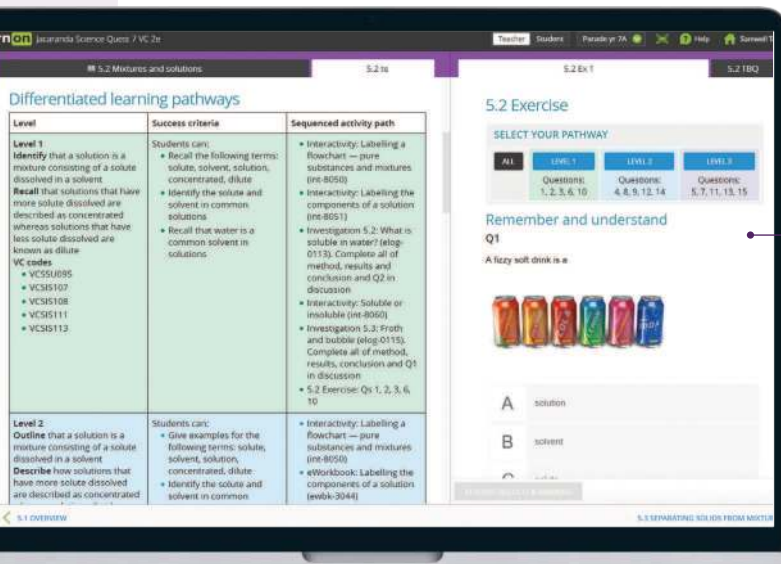 rn on Jacaranda Science Quest 7 VC 2e
Teacher Student Parade yr 7A Help Samwell T
5.2 Mixtures and solutions
5.2 ts
5.2 Ex 1
5.2 TBQ
Differentiated learning pathways
Level
Success criteria
Sequenced activity path
Level 1
Identify that a solution is a
mixture consisting of a solute
dissolved in a solvent
Recall that solutions that have
more solute dissolved are
described as concentrated
whereas solutions that have
less solute dissolved are
known as dilute
VC codes
• VCSSU095
• VCSIS107
• VCSIS108
• VCSIS111
• VCSIS113
Students can:
• Recall the following terms:
solute, solvent, solution,
concentrated, dilute
• Identify the solute and
solvent in common
solutions
• Recall that water is a
common solvent in
solutions
• Interactivity: Labelling a
flowchart — pure
substances and mixtures
(int-8050)
• Interactivity: Labelling the
components of a solution
(int-8051)
• Investigation 5.2: What is
soluble in water? (elog-
0113). Complete all of
method, results and
conclusion and Q2 in
discussion
• Interactivity: Soluble or
insoluble (int-8060)
• Investigation 5.3: Froth
and bubble (elog-0115).
Complete all of method,
results, conclusion and Q1
in discussion
• 5.2 Exercise: Qs 1, 2, 3, 6,
10
Level 2
Outline that a solution is a
mixture consisting of a solute
dissolved in a solvent
Describe how solutions that
have more solute dissolved
are described as concentrated
Students can:
• Give examples for the
following terms: solute,
solvent, solution,
concentrated, dilute
• Identify the solute and
solvent in common
• Interactivity: Labelling a
flowchart — pure
substances and mixtures
(int-8050)
• eWorkbook: Labelling the
components of a solution
(ewbk-3044)
5.2 Exercise
SELECT YOUR PATHWAY
ALL
LEVEL 1
LEVEL 2
LEVEL 3
Questions:
1, 2, 3, 6, 10
Questions:
4, 8, 9, 12, 14
Questions:
5, 7, 11, 13, 15
Remember and understand
Q1
A fizzy soft drink is a
A solution
B solvent
5.1 OVERVIEW
5.3 SEPARATING SOLIDS FROM MIXTUR